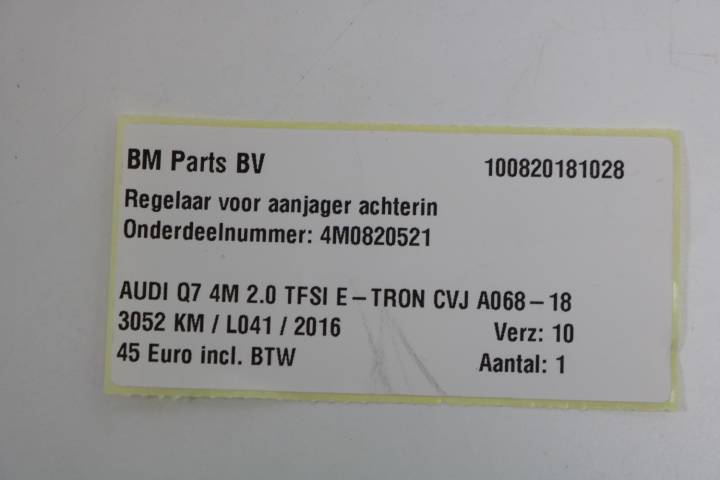 BM Parts BV 100820181028
Regelaar voor aanjager achterin
Onderdeelnummer: 4M0820521
AUDI Q7 4M 2.0 TFSI E-TRON CVJ A068-18
3052 KM / L041 / 2016 Verz: 10
45 Euro incl. BTW Aantal: 1